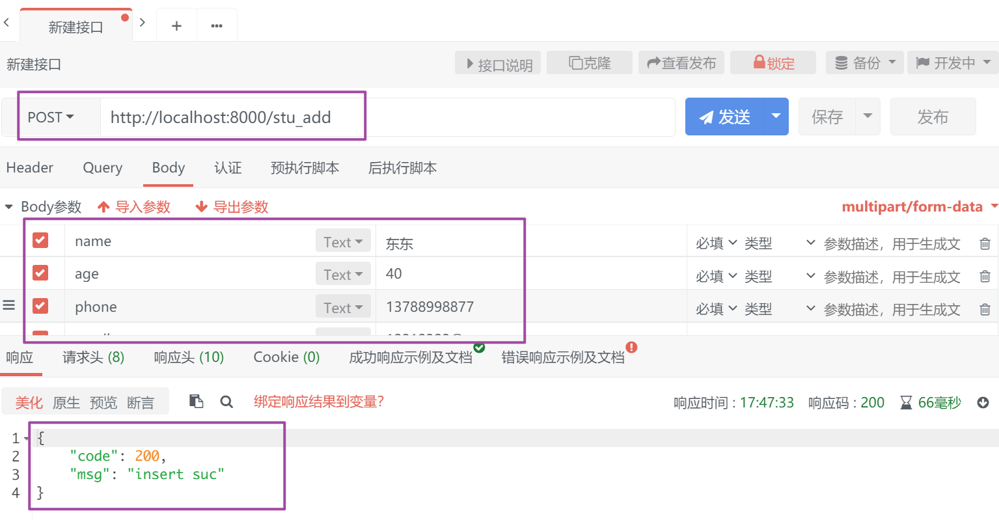 新建接口
新建接口 接口说明 克隆 查看发布 锁定 备份 开发中
POST http://localhost:8000/stu_add 发送 保存 发布
Header Query Body 认证 预执行脚本 后执行脚本
Body参数 导入参数 导出参数 multipart/form-data
name Text 东东 必填 类型 参数描述，用于生成文
age Text 40 必填 类型 参数描述，用于生成文
phone Text 13788998877 必填 类型 参数描述，用于生成文
响应 请求头 (8) 响应头 (10) Cookie (0) 成功响应示例及文档 错误响应示例及文档
美化 原生 预览 断言 绑定响应结果到变量? 响应时间 : 17:47:33 响应码 : 200 66毫秒
1 {
2 "code": 200,
3 "msg": "insert suc"
4 }